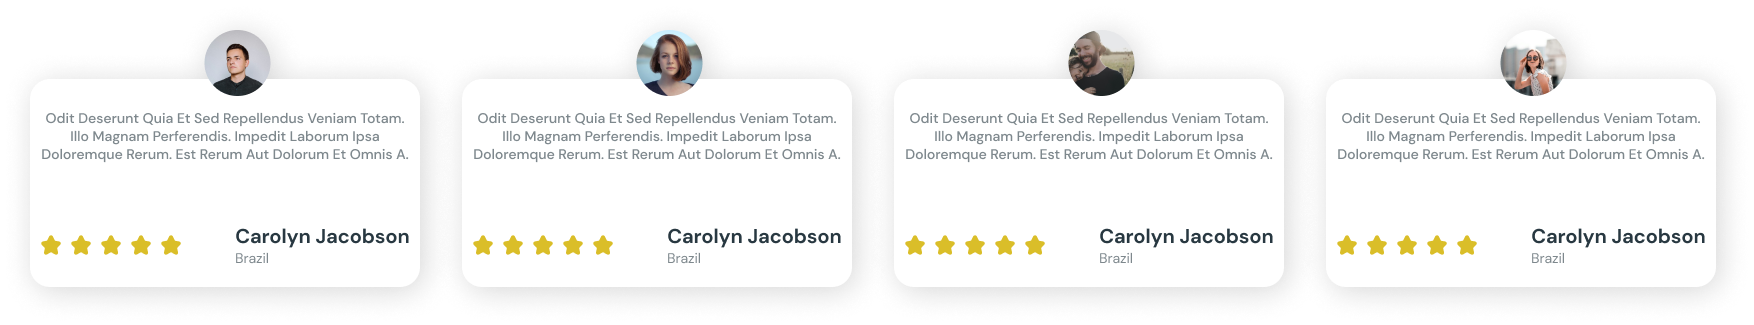 Odit Deserunt Quia Et Sed Repellendus Veniam Totam.
Illo Magnam Perferendis. Impedit Laborum Ipsa
Doloremque Rerum. Est Rerum Aut Dolorum Et Omnis A.
Carolyn Jacobson
Brazil
Odit Deserunt Quia Et Sed Repellendus Veniam Totam.
Illo Magnam Perferendis. Impedit Laborum Ipsa
Doloremque Rerum. Est Rerum Aut Dolorum Et Omnis A.
Carolyn Jacobson
Brazil
Odit Deserunt Quia Et Sed Repellendus Veniam Totam.
Illo Magnam Perferendis. Impedit Laborum Ipsa
Doloremque Rerum. Est Rerum Aut Dolorum Et Omnis A.
Carolyn Jacobson
Brazil
Odit Deserunt Quia Et Sed Repellendus Veniam Totam.
Illo Magnam Perferendis. Impedit Laborum Ipsa
Doloremque Rerum. Est Rerum Aut Dolorum Et Omnis A.
Carolyn Jacobson
Brazil